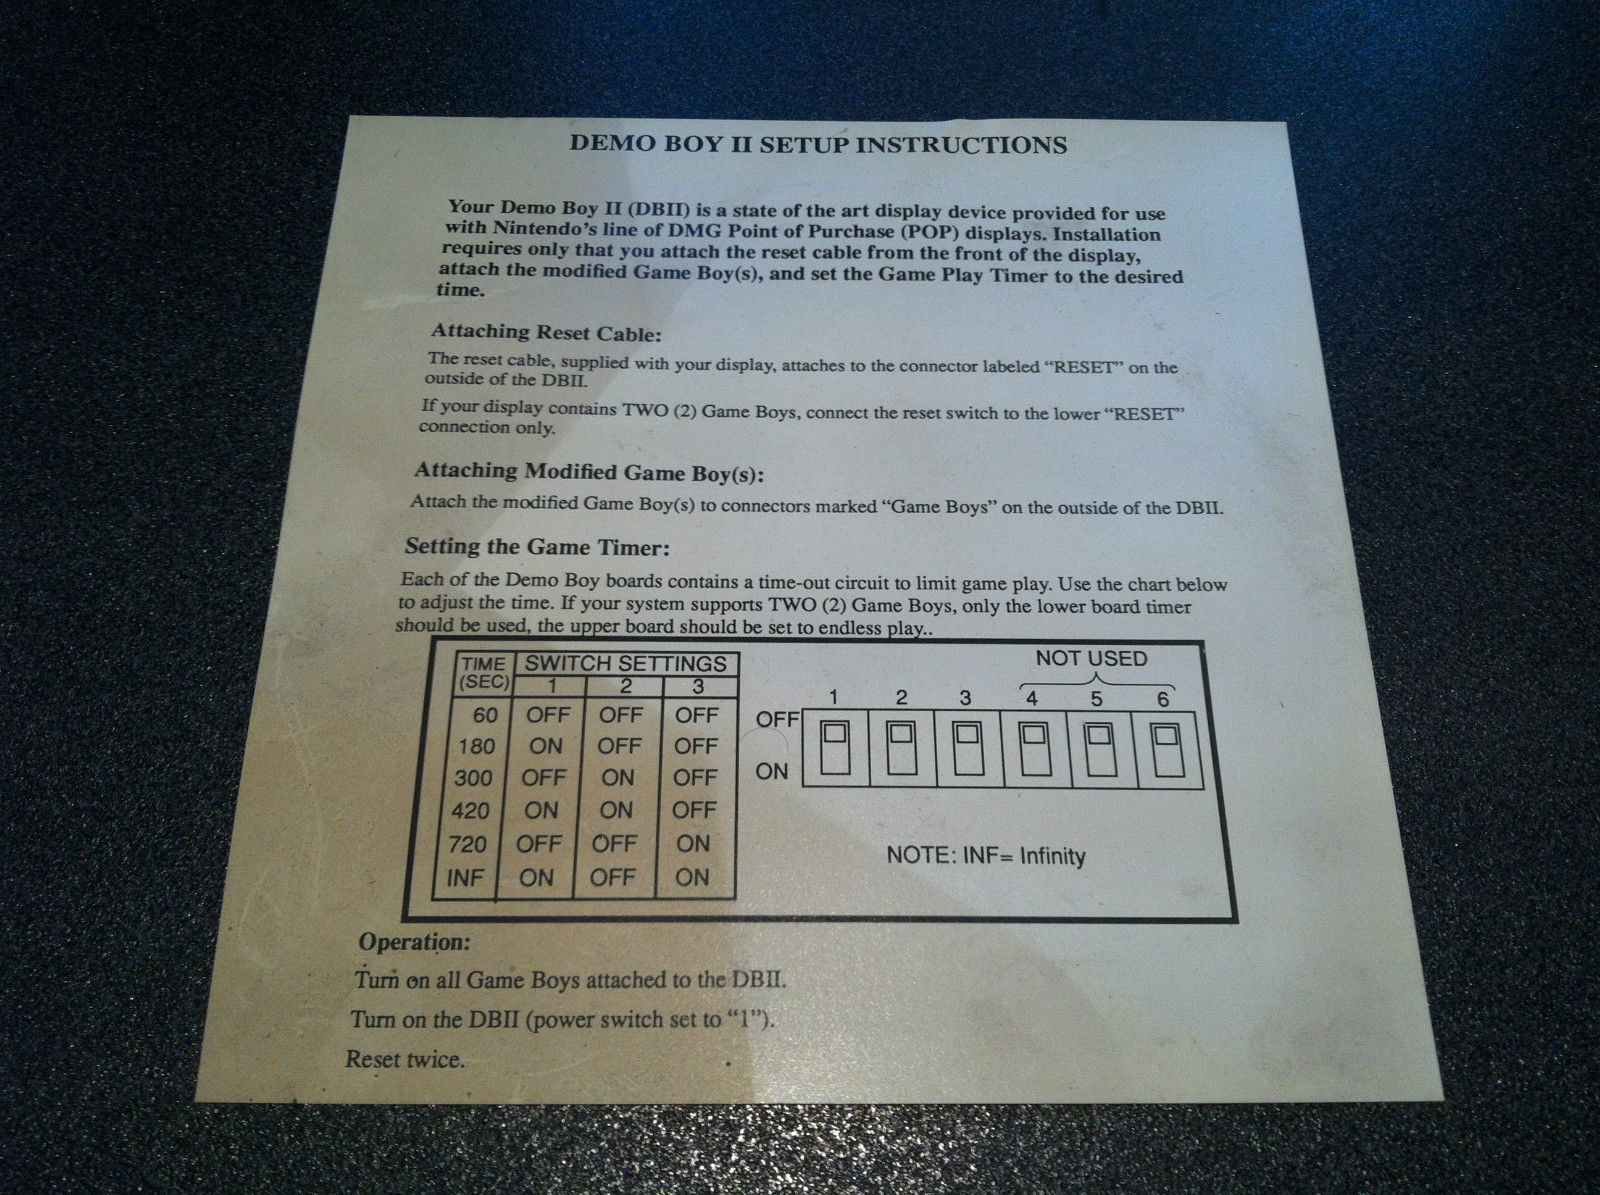 DEMO BOY II SETUP INSTRUCTIONS
Your Demo Boy II (DBII) is a state of the art display device provided for use
with Nintendo's line of DMG Point of Purchase (POP) displays. Installation
requires only that you attach the reset cable from the front of the display,
attach the modified Game Boy(s), and set the Game Play Timer to the desired
time.
Attaching Reset Cable:
The reset cable, supplied with your display, attaches to the connector labeled “RESET” on the
outside of the DBII.
If your display contains TWO (2) Game Boys, connect the reset switch to the lower “RESET”
connection only.
Attaching Modified Game Boy(s):
Attach the modified Game Boy(s) to connectors marked “Game Boys” on the outside of the DBII.
Setting the Game Timer:
Each of the Demo Boy boards contains a time-out circuit to limit game play. Use the chart below
to adjust the time. If your system supports TWO (2) Game Boys, only the lower board timer
should be used, the upper board should be set to endless play..
TIME (SEC) SWITCH SETTINGS
1 2 3
60 OFF OFF OFF
180 ON OFF OFF
300 OFF ON OFF
420 ON ON OFF
720 OFF OFF ON
INF ON OFF ON
NOT USED
1 2 3 4 5 6
OFF
ON
NOTE: INF= Infinity
Operation:
Turn on all Game Boys attached to the DBII.
Turn on the DBII (power switch set to “1”).
Reset twice.